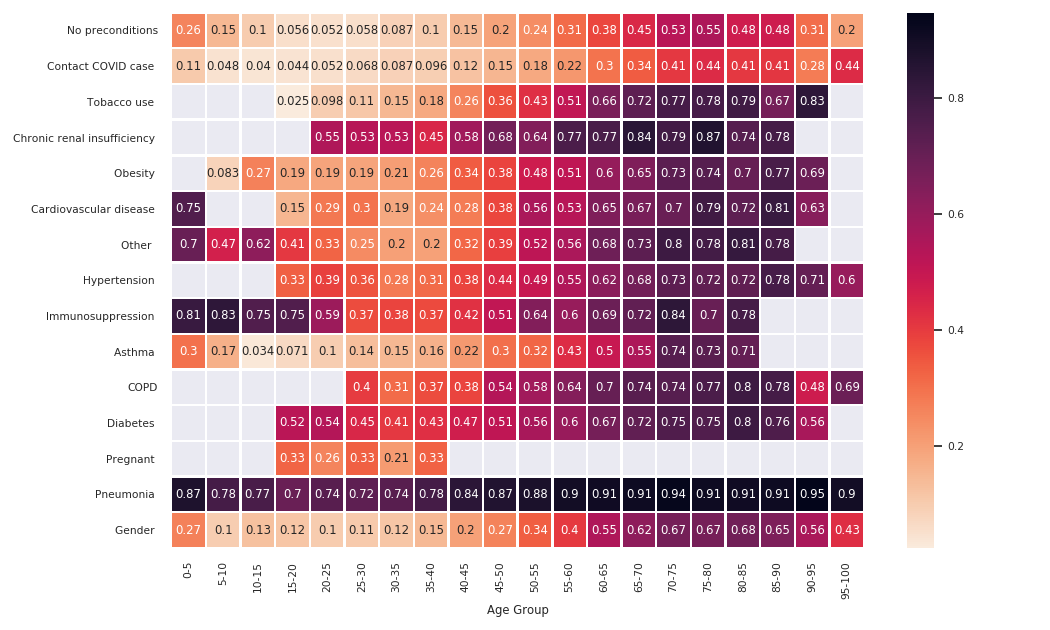 No preconditions 0.26 0.15 0.1 0.056 0.052 0.058 0.087 0.1 0.15 0.2 0.24 0.31 0.38 0.45 0.53 0.55 0.48 0.48 0.31 0.2
Contact COVID case 0.11 0.048 0.04 0.044 0.052 0.068 0.087 0.096 0.12 0.15 0.18 0.22 0.3 0.34 0.41 0.44 0.41 0.41 0.28 0.44
Tobacco use 0.025 0.098 0.11 0.15 0.18 0.26 0.36 0.43 0.51 0.66 0.72 0.77 0.78 0.79 0.67 0.83
0.8
Chronic renal insufficiency 0.55 0.53 0.53 0.45 0.58 0.68 0.64 0.77 0.77 0.84 0.79 0.87 0.74 0.78
Obesity 0.083 0.27 0.19 0.19 0.19 0.21 0.26 0.34 0.38 0.48 0.51 0.6 0.65 0.73 0.74 0.7 0.77 0.69
Cardiovascular disease 0.75 0.15 0.29 0.3 0.19 0.24 0.28 0.38 0.56 0.53 0.65 0.67 0.7 0.79 0.72 0.81 0.63
0.6
Other 0.7 0.47 0.62 0.41 0.33 0.25 0.2 0.2 0.32 0.39 0.52 0.56 0.68 0.73 0.8 0.78 0.81 0.78
Hypertension 0.33 0.39 0.36 0.28 0.31 0.38 0.44 0.49 0.55 0.62 0.68 0.73 0.72 0.72 0.78 0.71 0.6
Immunosuppression 0.81 0.83 0.75 0.75 0.59 0.37 0.38 0.37 0.42 0.51 0.64 0.6 0.69 0.72 0.84 0.7 0.78
0.4
Asthma 0.3 0.17 0.034 0.071 0.1 0.14 0.15 0.16 0.22 0.3 0.32 0.43 0.5 0.55 0.74 0.73 0.71
COPD 0.4 0.31 0.37 0.38 0.54 0.58 0.64 0.7 0.74 0.74 0.77 0.8 0.78 0.48 0.69
Diabetes 0.52 0.54 0.45 0.41 0.43 0.47 0.51 0.56 0.6 0.67 0.72 0.75 0.75 0.8 0.76 0.56
0.2
Pregnant 0.33 0.26 0.33 0.21 0.33
Pneumonia 0.87 0.78 0.77 0.7 0.74 0.72 0.74 0.78 0.84 0.87 0.88 0.9 0.91 0.91 0.94 0.91 0.91 0.91 0.95 0.9
Gender 0.27 0.1 0.13 0.12 0.1 0.11 0.12 0.15 0.2 0.27 0.34 0.4 0.55 0.62 0.67 0.67 0.68 0.65 0.56 0.43
0-5 5-10 10-15 15-20 20-25 25-30 30-35 35-40 40-45 45-50 50-55 55-60 60-65 65-70 70-75 75-80 80-85 85-90 90-95 95-100
Age Group